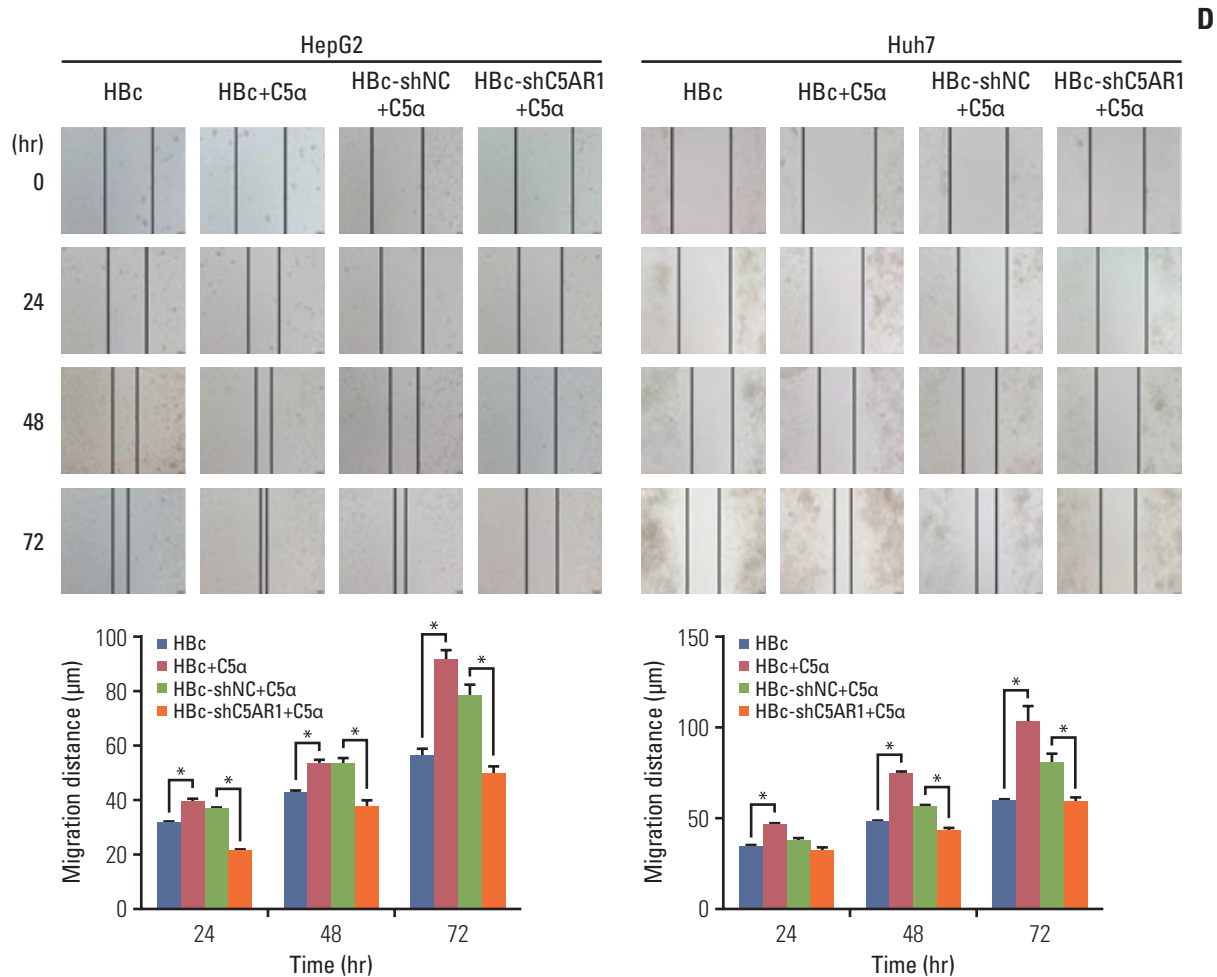 D
HepG2
HBc
HBc+C5α
HBc-shNC
+C5α
HBc-shC5AR1
+C5α
Huh7
HBc
HBc+C5α
HBc-shNC
+C5α
HBc-shC5AR1
+C5α
(hr)
0
24
48
72
100
80
60
40
20
0
Migration distance (μm)
HBc
HBc+C5α
HBc-shNC+C5α
HBc-shC5AR1+C5α
*
*
*
*
*
*
24
48
72
Time (hr)
150
100
50
0
Migration distance (μm)
HBc
HBc+C5α
HBc-shNC+C5α
HBc-shC5AR1+C5α
*
*
*
*
*
24
48
72
Time (hr)